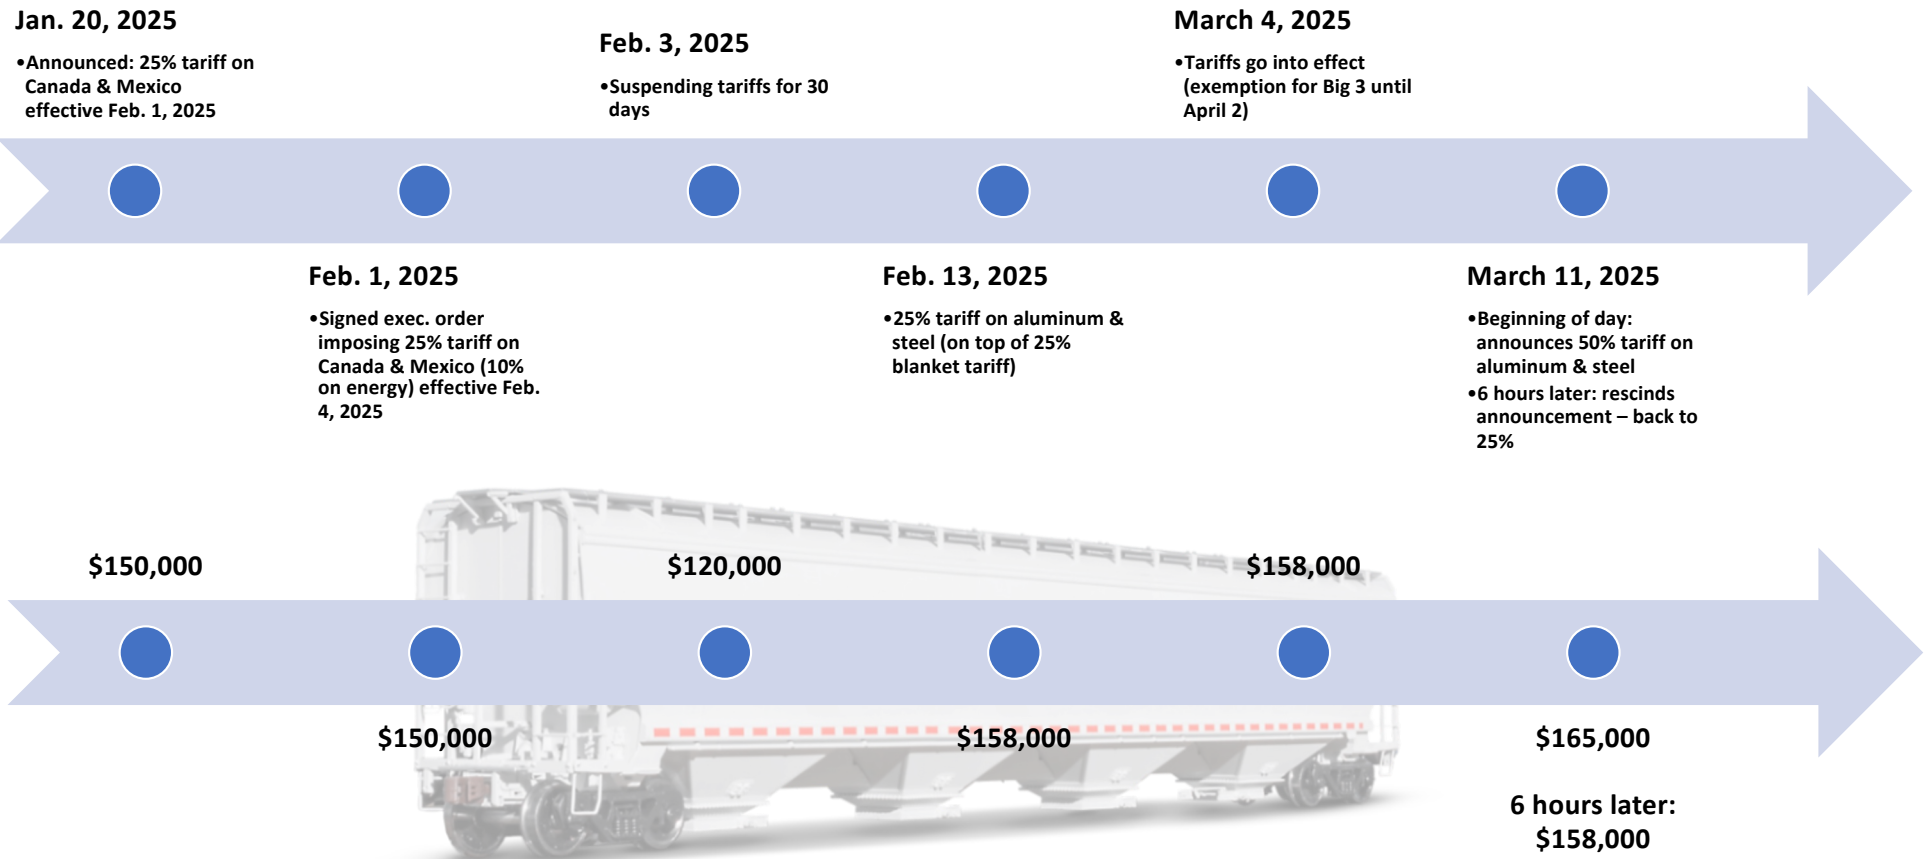 Jan. 20, 2025
•Announced: 25% tariff on
Canada & Mexico
effective Feb. 1, 2025
Feb. 3, 2025
•Suspending tariffs for 30
days
March 4, 2025
•Tariffs go into effect
(exemption for Big 3 until
April 2)
Feb. 1, 2025
•Signed exec. order
imposing 25% tariff on
Canada & Mexico (10%
on energy) effective Feb.
4, 2025
Feb. 13, 2025
•25% tariff on aluminum &
steel (on top of 25%
blanket tariff)
March 11, 2025
•Beginning of day:
announces 50% tariff on
aluminum & steel
•6 hours later: rescinds
announcement – back to
25%
$150,000
$120,000
$158,000
$150,000
$158,000
$165,000
6 hours later:
$158,000